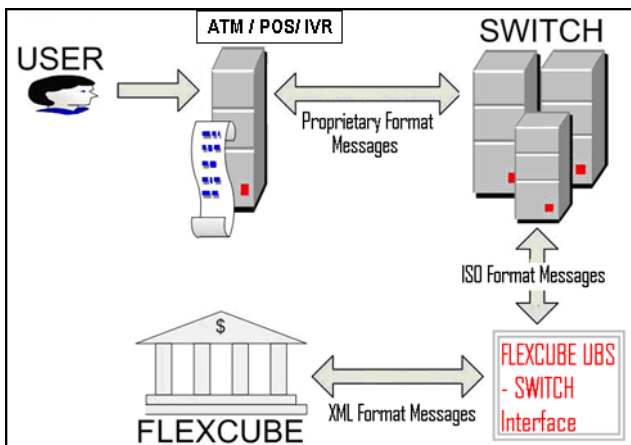 ATM / POS/ IVR
SWITCH
USER
Proprietary Format
Messages
ISO Format Messages
$
FLEXCUBE UBS
- SWITCH
Interface
XML Format Messages
FLEXCUBE